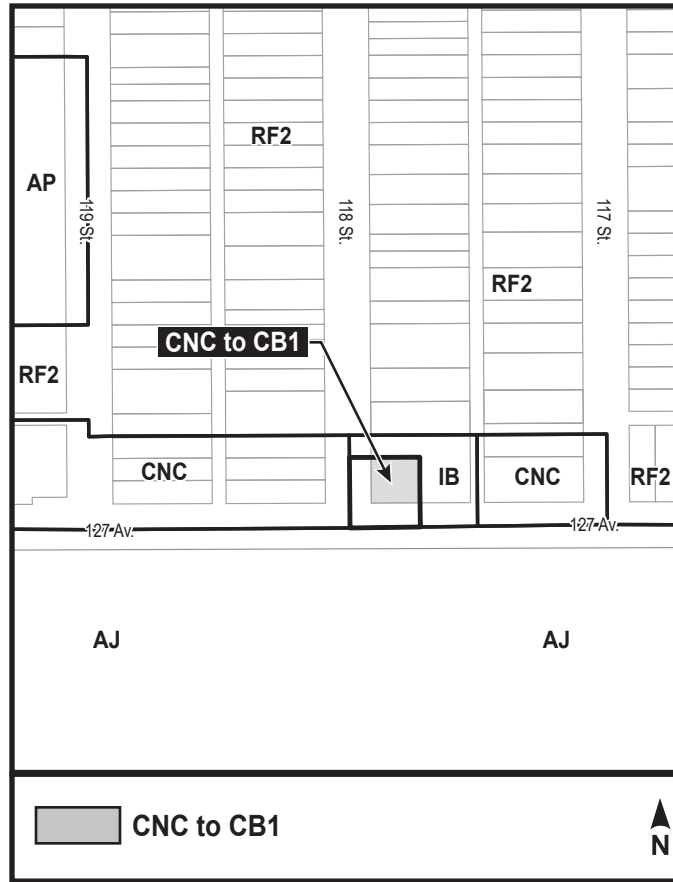 RF2
AP
119 St.
118 St.
117 St.
RF2
CNC to CB1
RF2
CNC
IB
CNC
RF2
127 Av.
127 Av.
AJ
AJ
CNC to CB1
N